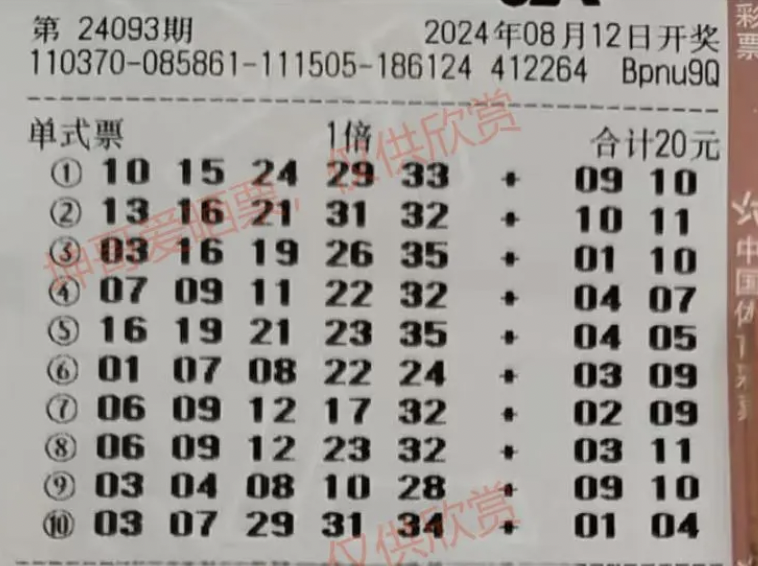 第 24093期 2024年08月12日开奖
110370-085861-111505-186124 412264 Bpnu9Q
单式票 1倍 合计20元
① 10 15 24 29 33 + 09 10
② 13 16 21 31 32 + 10 11
③ 03 16 19 26 35 + 01 10
④ 07 09 11 22 32 + 04 07
⑤ 16 19 21 23 35 + 04 05
⑥ 01 07 08 22 24 + 03 09
⑦ 06 09 12 17 32 + 02 09
⑧ 06 09 12 23 32 + 03 11
⑨ 03 04 08 10 28 + 09 10
⑩ 03 07 29 31 34 + 01 04
坤哥爱晒票，仅供欣赏
仅供欣赏
彩票
中国体